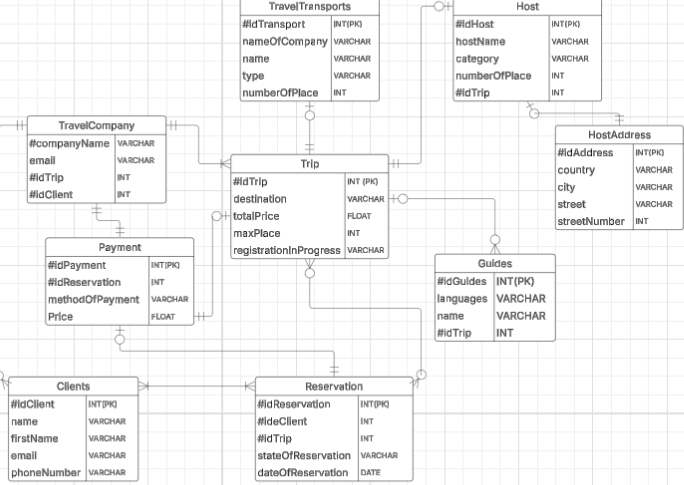 TravelTransports
#idTransport INT(PK)
nameOfCompany VARCHAR
name VARCHAR
type VARCHAR
numberOfPlace INT
Host
#idHost INT(PK)
hostName VARCHAR
category VARCHAR
numberOfPlace INT
#idTrip INT
TravelCompany
#companyName VARCHAR
email VARCHAR
#idTrip INT
#idClient INT
HostAddress
#idAddress INT(PK)
country VARCHAR
city VARCHAR
street VARCHAR
streetNumber INT
Trip
#idTrip INT (PK)
destination VARCHAR
totalPrice FLOAT
maxPlace INT
registrationInProgress VARCHAR
Payment
#idPayment INT(PK)
#idReservation INT
methodOfPayment VARCHAR
Price FLOAT
Guides
#idGuides INT(PK)
languages VARCHAR
name VARCHAR
#idTrip INT
Clients
#idClient INT(PK)
name VARCHAR
firstName VARCHAR
email VARCHAR
phoneNumber VARCHAR
Reservation
#idReservation INT(PK)
#ideClient INT
#idTrip INT
stateOfReservation VARCHAR
dateOfReservation DATE